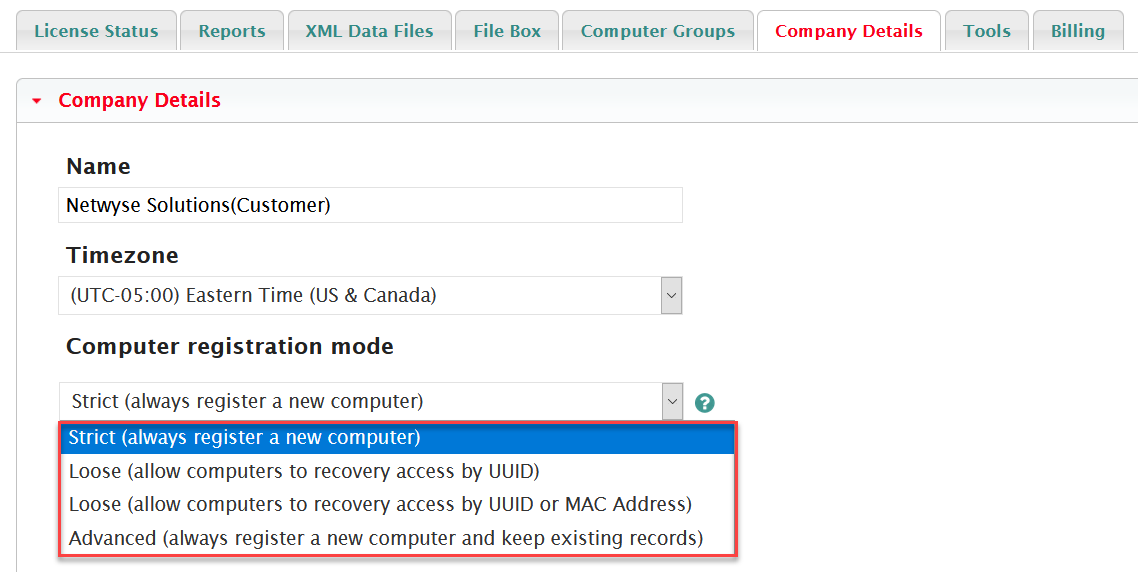 License Status Reports XML Data Files File Box Computer Groups Company Details Tools Billing
Company Details
Name
Netwyse Solutions(Customer)
Timezone
(UTC-05:00) Eastern Time (US & Canada)
Computer registration mode
Strict (always register a new computer)
?
Strict (always register a new computer)
Loose (allow computers to recovery access by UUID)
Loose (allow computers to recovery access by UUID or MAC Address)
Advanced (always register a new computer and keep existing records)